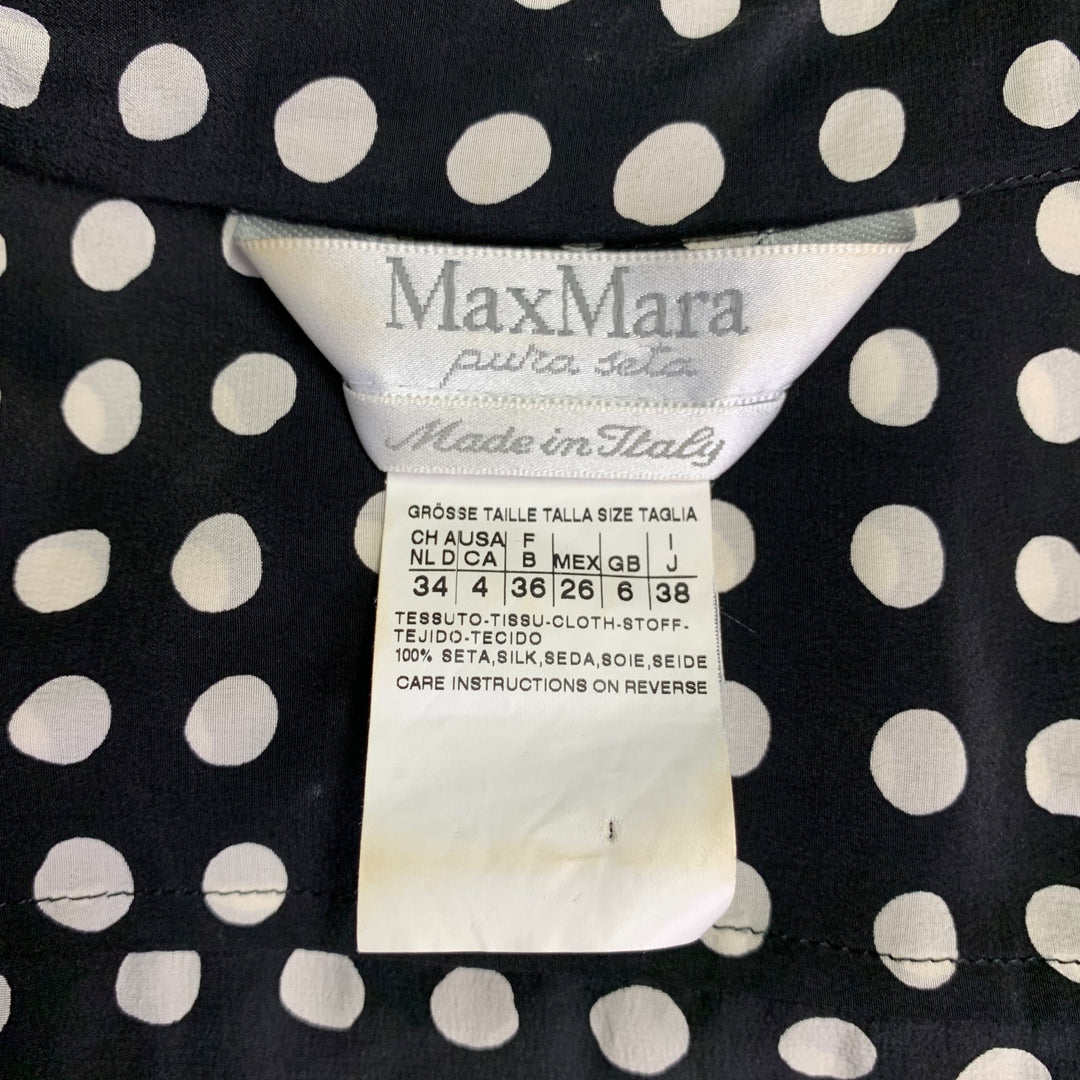 MaxMara
pura seta
Made in Italy
GRÖSSE TAILLE TALLA SIZE TAGLIA
CH A USA F I
NL D CA B MEX GB J
34 4 36 26 6 38
TESSUTO-TISSU-CLOTH-STOFF-
TEJIDO-TECIDO
100% SETA,SILK,SEDA,SOIE,SEIDE
CARE INSTRUCTIONS ON REVERSE